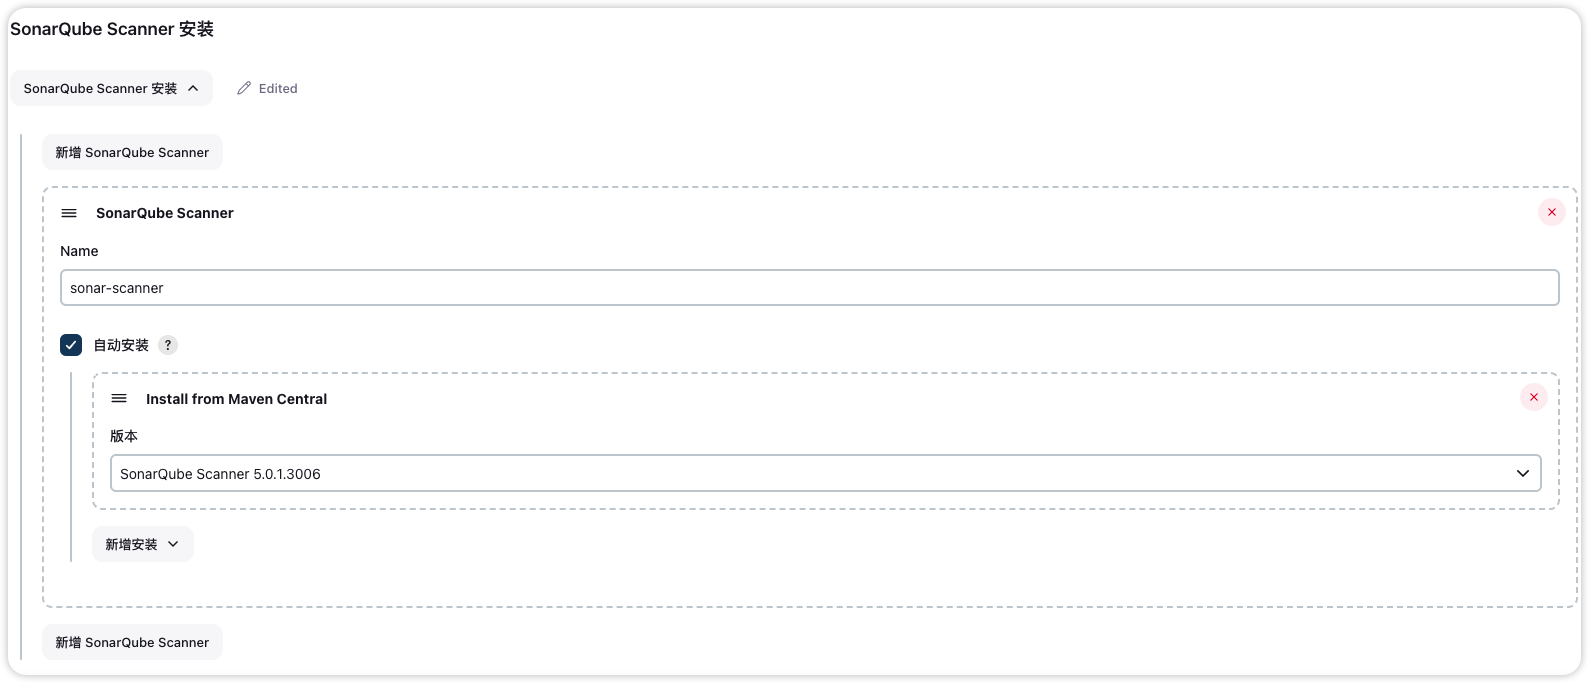 SonarQube Scanner 安装
SonarQube Scanner 安装
Edited
新增 SonarQube Scanner
SonarQube Scanner
Name
sonar-scanner
自动安装 ?
Install from Maven Central
版本
SonarQube Scanner 5.0.1.3006
新增安装
新增 SonarQube Scanner